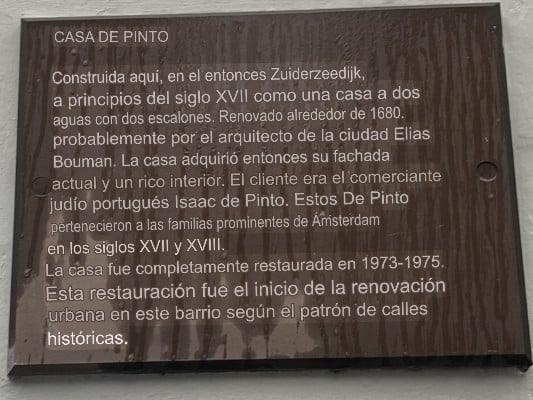 CASA DE PINTO
Construida aquí, en el entonces Zuiderzeedijk,
a principios del siglo XVII como una casa a dos
aguas con dos escalones. Renovado alrededor de 1680.
probablemente por el arquitecto de la ciudad Elias
Bouman. La casa adquirió entonces su fachada
actual y un rico interior. El cliente era el comerciante
judío portugués Isaac de Pinto. Estos De Pinto
pertenecieron a las familias prominentes de Ámsterdam
en los siglos XVII y XVIII.
La casa fue completamente restaurada en 1973-1975.
Esta restauración fue el inicio de la renovación
urbana en este barrio según el patrón de calles
históricas.